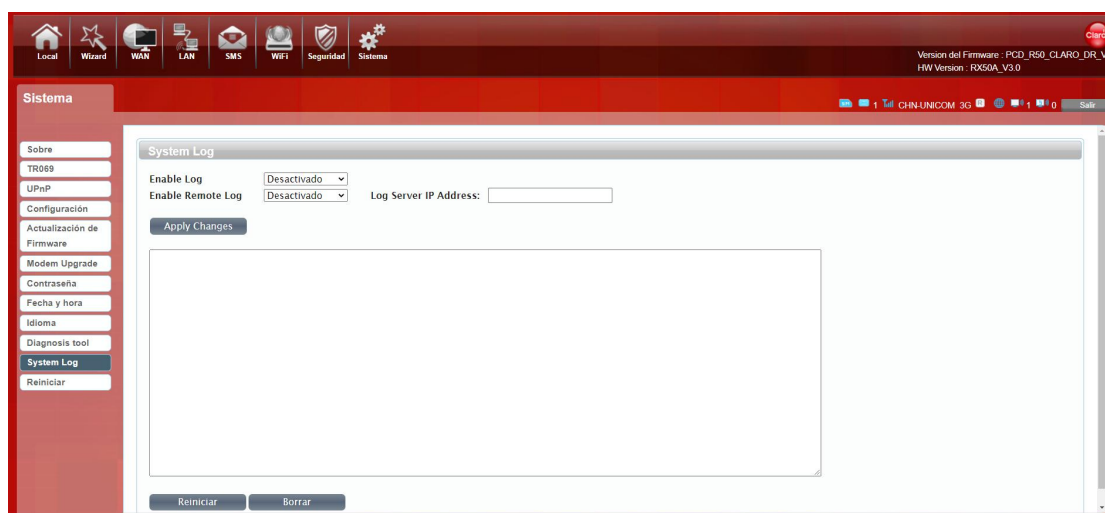 Local Wizard WAN LAN SMS WiFi Seguridad Sistema
Claro
Version del Firmware : PCD_R50_CLARO_DR_V
HW Version : RX50A_V3.0
Sistema
1 CHN-UNICOM 3G R 1 0 Salir
Sobre
TR069
UPnP
Configuración
Actualización de
Firmware
Modem Upgrade
Contraseña
Fecha y hora
Idioma
Diagnosis tool
System Log
Reiniciar
System Log
Enable Log Desactivado
Enable Remote Log Desactivado Log Server IP Address:
Apply Changes
Reiniciar Borrar